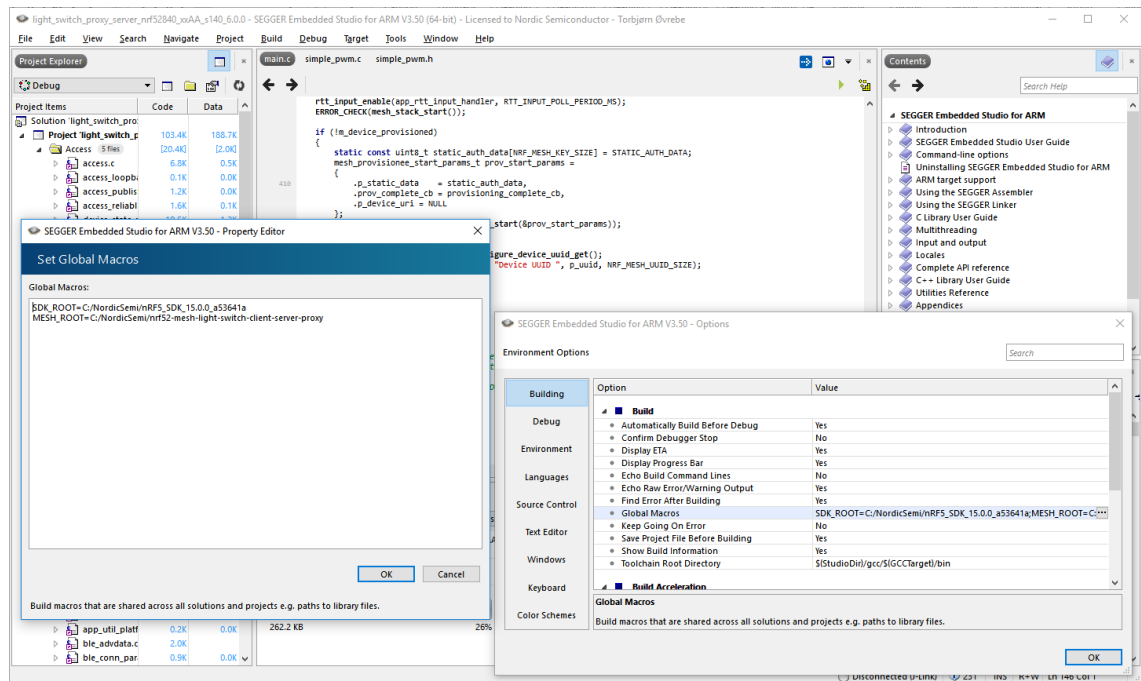 light_switch_proxy_server_nrf52840_xxAA_s140_6.0.0 - SEGGER Embedded Studio for ARM V3.50 (64-bit) - Licensed to Nordic Semiconductor - Torbjørn Øvrebe
File Edit View Search Navigate Project Build Debug Target Tools Window Help
Project Explorer
Debug
Project Items Code Data
Solution 'light_switch_pro
Project 'light_switch_p 103.4K 188.7K
Access 5 files [20.4K] [2.0K]
access.c 6.8K 0.5K
access_loopba 0.1K 0.0K
access_publis 1.2K 0.0K
access_reliabl 1.6K 0.1K
main.c simple_pwm.c simple_pwm.h
rtt_input_enable(app_rtt_input_handler, RTT_INPUT_POLL_PERIOD_MS);
ERROR_CHECK(mesh_stack_start());
if (!m_device_provisioned)
{
static const uint8_t static_auth_data[NRF_MESH_KEY_SIZE] = STATIC_AUTH_DATA;
mesh_provisionee_start_params_t prov_start_params =
410 {
.p_static_data = static_auth_data,
.prov_complete_cb = provisioning_complete_cb,
.p_device_uri = NULL
};
_start(&prov_start_params));
igure_device_uuid_get();
"Device UUID ", p_uuid, NRF_MESH_UUID_SIZE);
Contents
Search Help
SEGGER Embedded Studio for ARM
Introduction
SEGGER Embedded Studio User Guide
Command-line options
Uninstalling SEGGER Embedded Studio for ARM
ARM target support
Using the SEGGER Assembler
Using the SEGGER Linker
C Library User Guide
Multithreading
Input and output
Locales
Complete API reference
C++ Library User Guide
Utilities Reference
Appendices
SEGGER Embedded Studio for ARM V3.50 - Property Editor
Set Global Macros
Global Macros:
SDK_ROOT=C:/NordicSemi/nRF5_SDK_15.0.0_a53641a
MESH_ROOT=C:/NordicSemi/nrf52-mesh-light-switch-client-server-proxy
OK Cancel
Build macros that are shared across all solutions and projects e.g. paths to library files.
SEGGER Embedded Studio for ARM V3.50 - Options
Environment Options
Search
Building
Debug
Environment
Languages
Source Control
Text Editor
Windows
Keyboard
Color Schemes
Option Value
Build
Automatically Build Before Debug Yes
Confirm Debugger Stop No
Display ETA Yes
Display Progress Bar Yes
Echo Build Command Lines No
Echo Raw Error/Warning Output Yes
Find Error After Building Yes
Global Macros SDK_ROOT=C:/NordicSemi/nRF5_SDK_15.0.0_a53641a;MESH_ROOT=C:
Keep Going On Error No
Save Project File Before Building Yes
Show Build Information Yes
Toolchain Root Directory $(StudioDir)/gcc/$(GCCTarget)/bin
Build Acceleration
Global Macros
Build macros that are shared across all solutions and projects e.g. paths to library files.
OK
app_util_platf 0.2K 0.0K
ble_advdata.c 2.0K
ble_conn_par 0.9K 0.0K
262.2 KB 26%
Disconnected (J-Link) 231 INS R+W Ln 146 Col 1